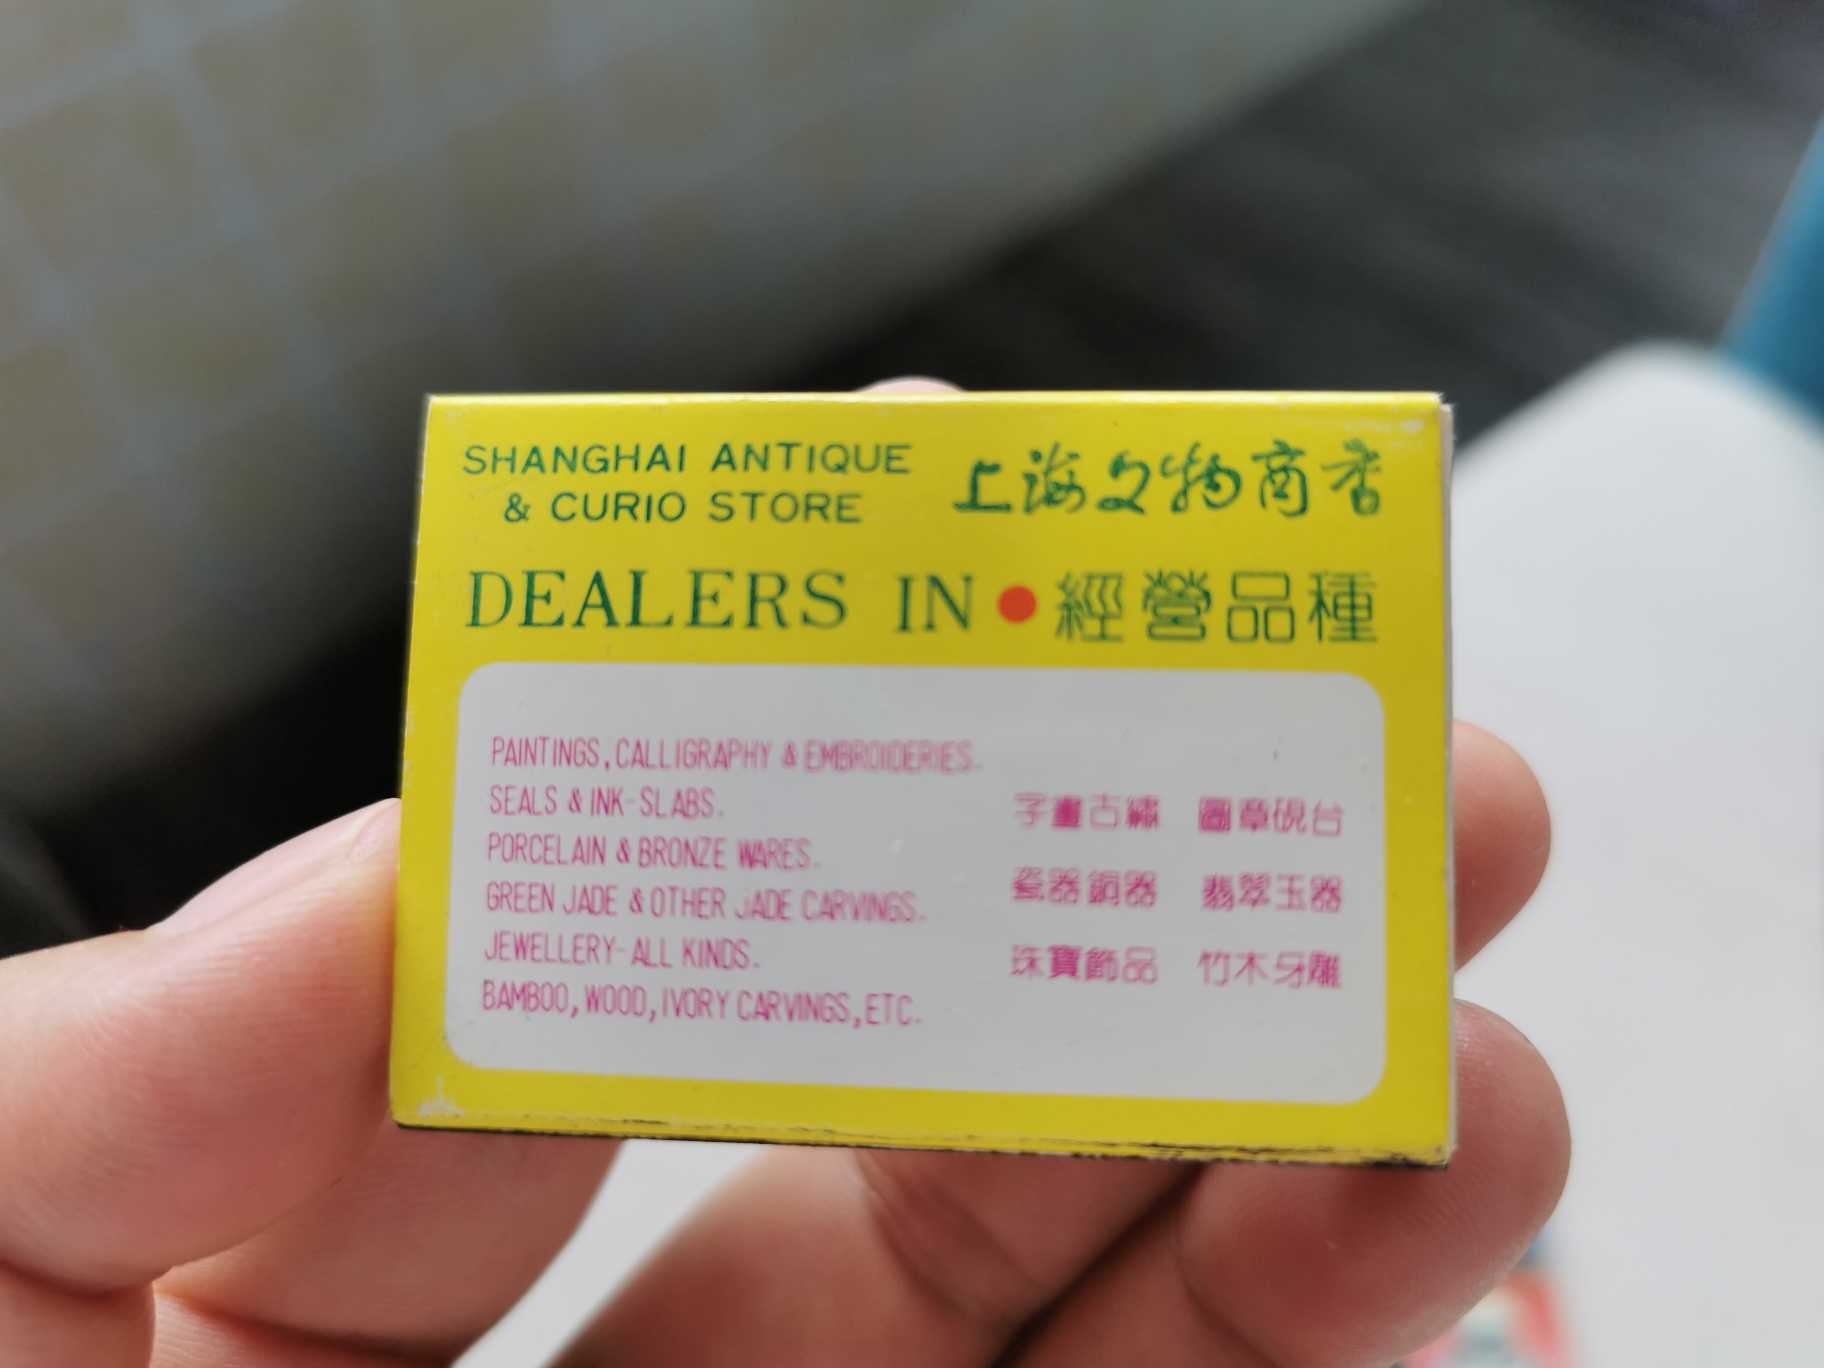 SHANGHAI ANTIQUE
& CURIO STORE
上海文物商店
DEALERS IN●經營品種
PAINTINGS, CALLIGRAPHY & EMBROIDERIES.
SEALS & INK-SLABS.
PORCELAIN & BRONZE WARES.
GREEN JADE & OTHER JADE CARVINGS.
JEWELLERY-ALL KINDS.
BAMBOO, WOOD, IVORY CARVINGS, ETC.
字畫古繡 圖章硯台
瓷器銅器 翡翠玉器
珠寶飾品 竹木牙雕